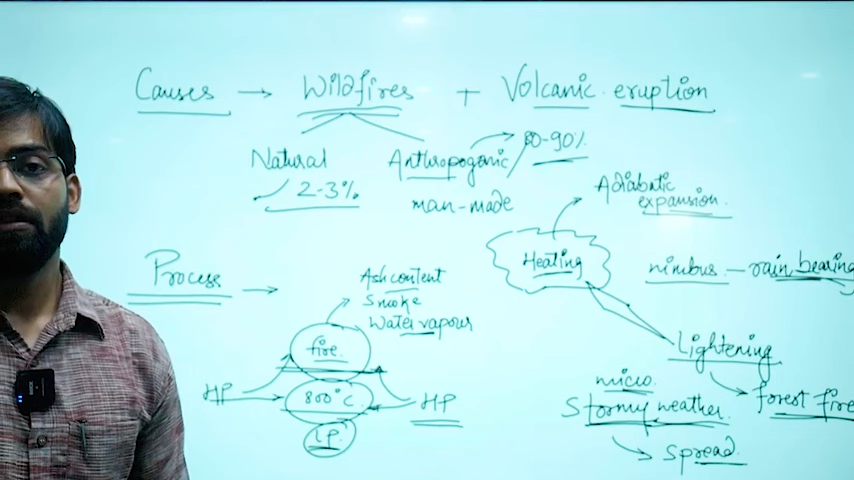 Causes → Wildfires + Volcanic eruption
Natural
2-3%
Anthropogenic
80-90%
man-made
Adiabatic
expansion.
Heating
nimbus - rain bearing
Process →
Ash content
Smoke
Water vapour
fire.
HP
800°C
HP
LP
Lightening
forest fire
micro.
Stormy weather.
Spread.